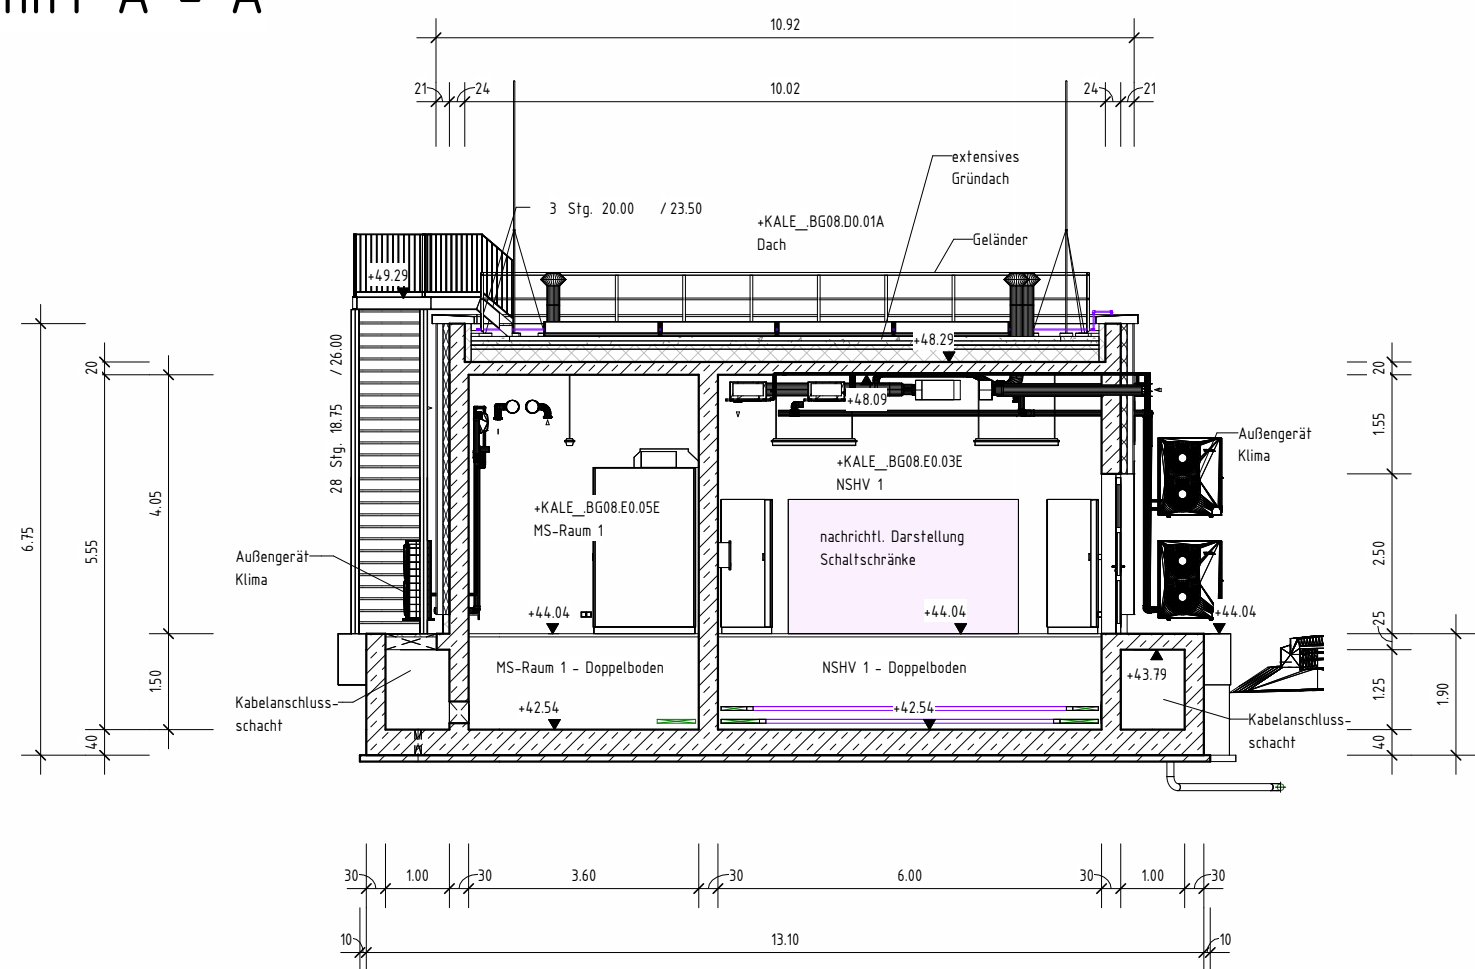 A - A
10.92
21
24
10.02
24
21
extensives
Gründach
3 Stg. 20.00 / 23.50
+KALE_.BG08.D0.01A
Dach
Geländer
+49.29
+48.29
+48.09
28 Stg. 18.75 / 26.00
20
4.05
5.55
6.75
1.50
40
20
1.55
2.50
25
1.25
1.90
40
Außengerät
Klima
+KALE_.BG08.E0.03E
NSHV 1
+KALE_.BG08.E0.05E
MS-Raum 1
nachrichtl. Darstellung
Schaltschränke
Außengerät
Klima
+44.04
+44.04
+44.04
MS-Raum 1 - Doppelboden
NSHV 1 - Doppelboden
+43.79
Kabelanschluss-
schacht
+42.54
+42.54
Kabelanschluss-
schacht
30
1.00
30
3.60
30
6.00
30
1.00
30
10
13.10
10